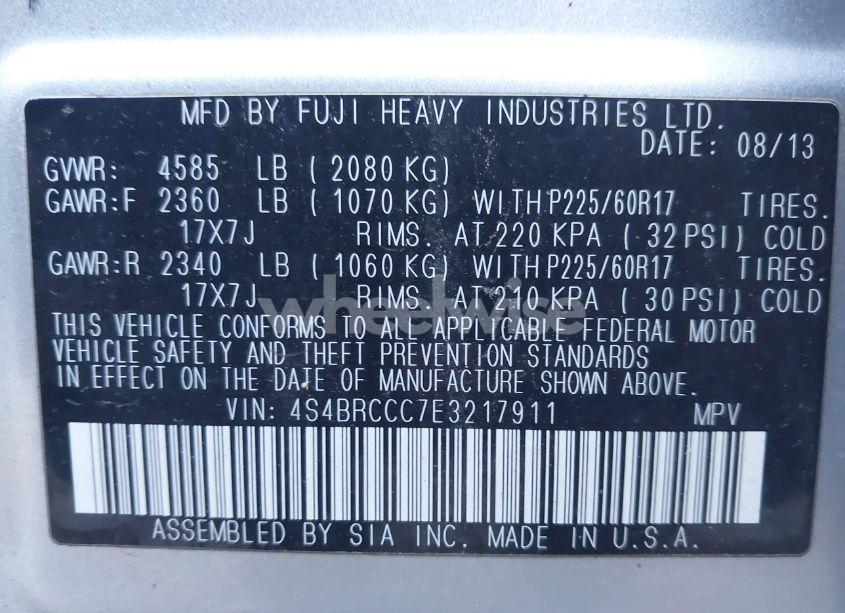 MFD BY FUJI HEAVY INDUSTRIES LTD.
DATE: 08/13
GVWR: 4585 LB ( 2080 KG)
GAWR:F 2360 LB ( 1070 KG) WITH P225/60R17 TIRES.
17X7J RIMS. AT 220 KPA ( 32 PSI) COLD
GAWR:R 2340 LB ( 1060 KG) WITH P225/60R17 TIRES.
17X7J RIMS. AT 210 KPA ( 30 PSI) COLD
wheelwise
THIS VEHICLE CONFORMS TO ALL APPLICABLE FEDERAL MOTOR
VEHICLE SAFETY AND THEFT PREVENTION STANDARDS
IN EFFECT ON THE DATE OF MANUFACTURE SHOWN ABOVE.
VIN: 4S4BRCCC7E3217911 MPV
ASSEMBLED BY SIA INC. MADE IN U.S.A.